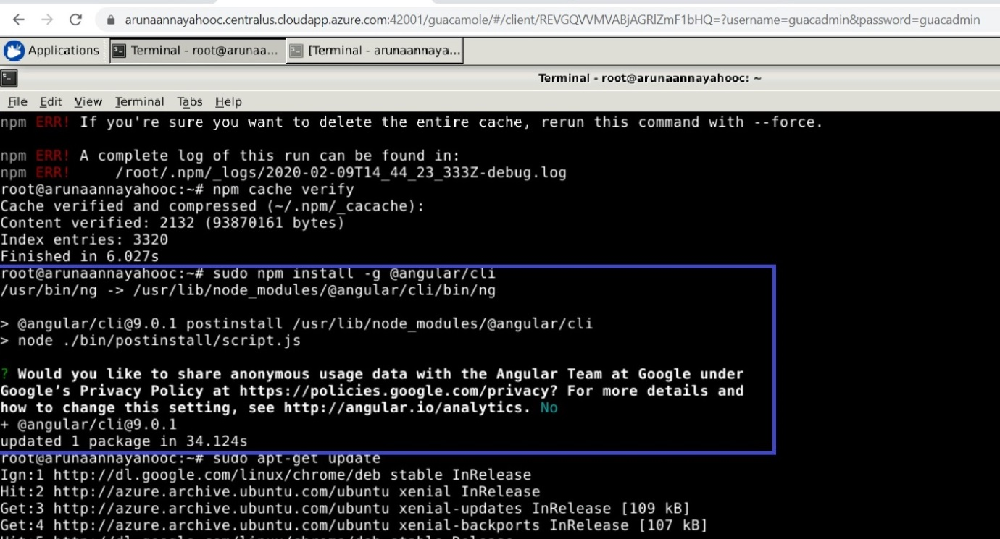 arunaannayahooc.centralus.cloudapp.azure.com:42001/guacamole/#/client/REVGQVVMVABjAGRlZmF1bHQ=?username=guacadmin&password=guacadmin
Applications Terminal - root@arunaa... [Terminal - arunaannaya...
Terminal - root@arunaannayahooc: ~
File Edit View Terminal Tabs Help
npm ERR! If you're sure you want to delete the entire cache, rerun this command with --force.
npm ERR! A complete log of this run can be found in:
npm ERR!     /root/.npm/_logs/2020-02-09T14_44_23_333Z-debug.log
root@arunaannayahooc:~# npm cache verify
Cache verified and compressed (~/.npm/_cacache):
Content verified: 2132 (93870161 bytes)
Index entries: 3320
Finished in 6.027s
root@arunaannayahooc:~# sudo npm install -g @angular/cli
/usr/bin/ng -> /usr/lib/node_modules/@angular/cli/bin/ng
> @angular/cli@9.0.1 postinstall /usr/lib/node_modules/@angular/cli
> node ./bin/postinstall/script.js
? Would you like to share anonymous usage data with the Angular Team at Google under
Google’s Privacy Policy at https://policies.google.com/privacy? For more details and
how to change this setting, see http://angular.io/analytics. No
+ @angular/cli@9.0.1
updated 1 package in 34.124s
root@arunaannayahooc:~# sudo apt-get update
Ign:1 http://dl.google.com/linux/chrome/deb stable InRelease
Hit:2 http://azure.archive.ubuntu.com/ubuntu xenial InRelease
Get:3 http://azure.archive.ubuntu.com/ubuntu xenial-updates InRelease [109 kB]
Get:4 http://azure.archive.ubuntu.com/ubuntu xenial-backports InRelease [107 kB]